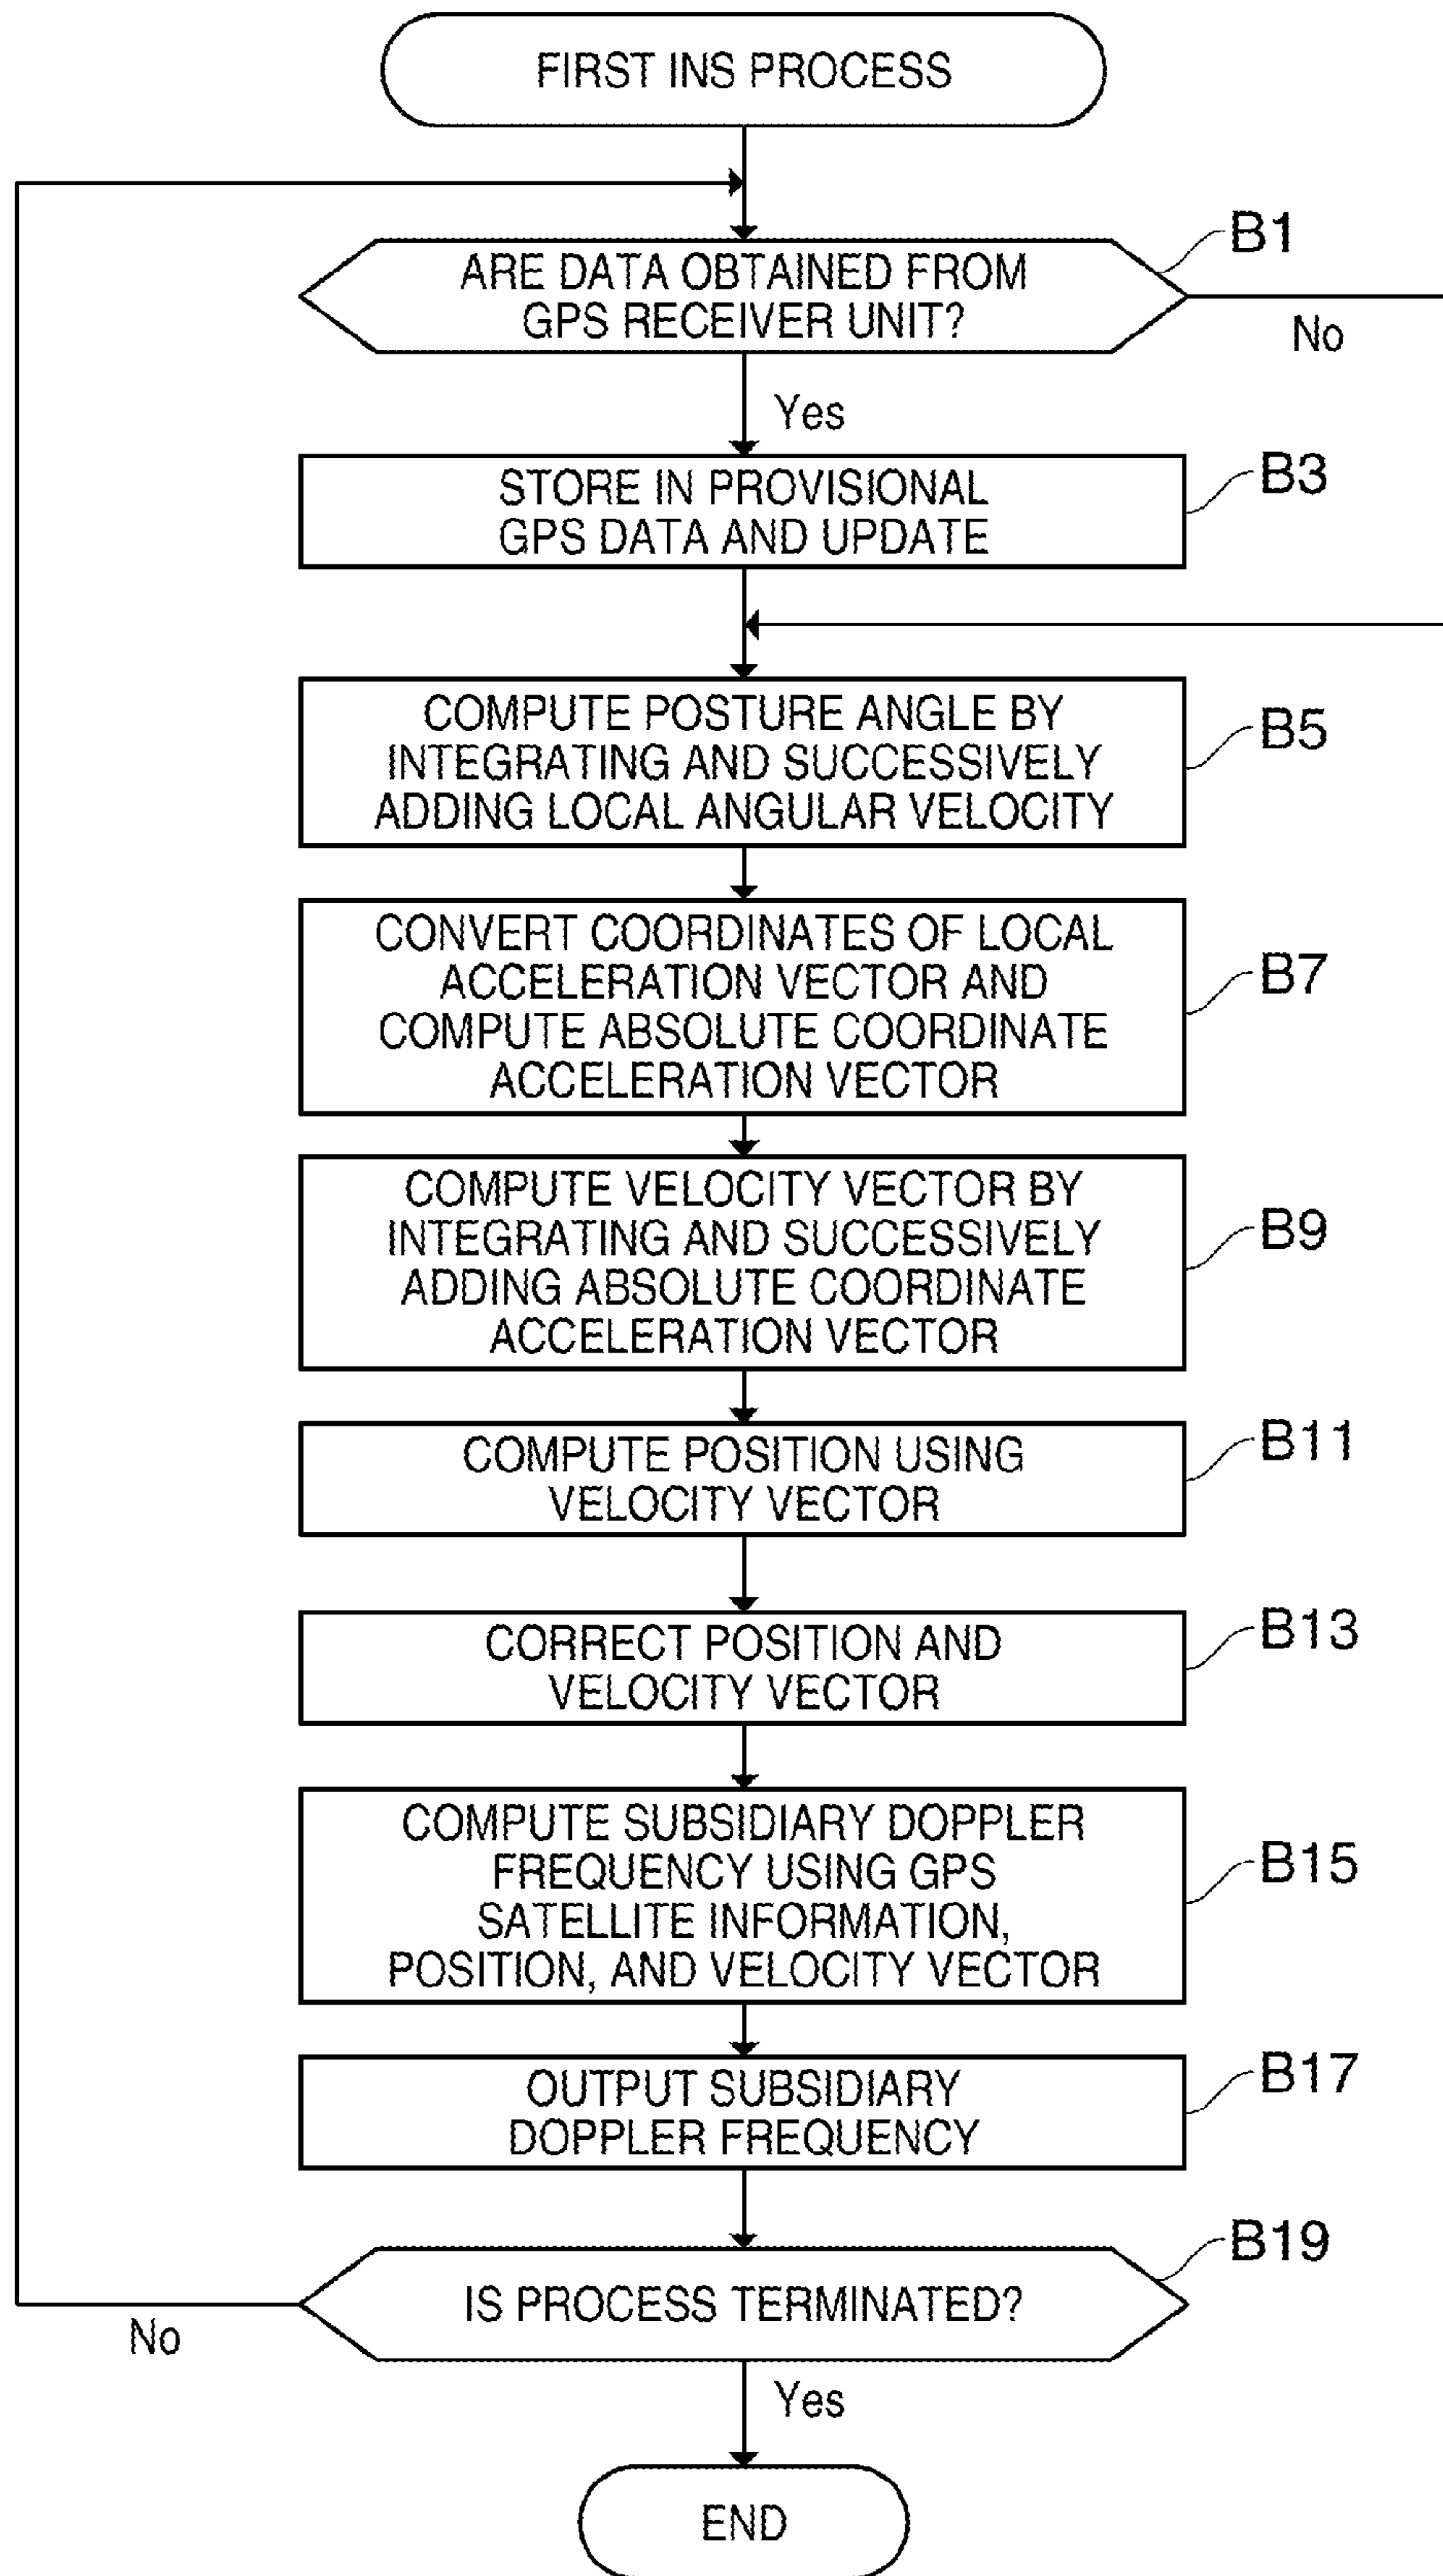 FIRST INS PROCESS
B1
ARE DATA OBTAINED FROM
GPS RECEIVER UNIT?
No
Yes
B3
STORE IN PROVISIONAL
GPS DATA AND UPDATE
B5
COMPUTE POSTURE ANGLE BY
INTEGRATING AND SUCCESSIVELY
ADDING LOCAL ANGULAR VELOCITY
B7
CONVERT COORDINATES OF LOCAL
ACCELERATION VECTOR AND
COMPUTE ABSOLUTE COORDINATE
ACCELERATION VECTOR
B9
COMPUTE VELOCITY VECTOR BY
INTEGRATING AND SUCCESSIVELY
ADDING ABSOLUTE COORDINATE
ACCELERATION VECTOR
B11
COMPUTE POSITION USING
VELOCITY VECTOR
B13
CORRECT POSITION AND
VELOCITY VECTOR
B15
COMPUTE SUBSIDIARY DOPPLER
FREQUENCY USING GPS
SATELLITE INFORMATION,
POSITION, AND VELOCITY VECTOR
B17
OUTPUT SUBSIDIARY
DOPPLER FREQUENCY
B19
IS PROCESS TERMINATED?
No
Yes
END